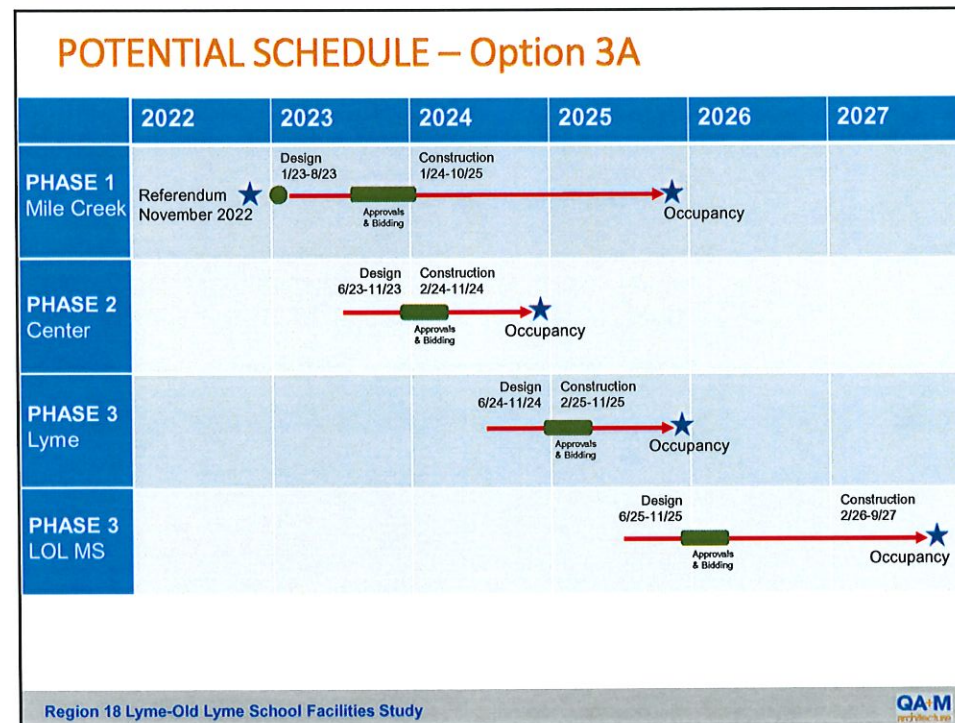 POTENTIAL SCHEDULE – Option 3A
2022 2023 2024 2025 2026 2027
PHASE 1
Mile Creek
Referendum
November 2022
Design
1/23-8/23
Approvals
& Bidding
Construction
1/24-10/25
Occupancy
PHASE 2
Center
Design
6/23-11/23
Approvals
& Bidding
Construction
2/24-11/24
Occupancy
PHASE 3
Lyme
Design
6/24-11/24
Approvals
& Bidding
Construction
2/25-11/25
Occupancy
PHASE 3
LOL MS
Design
6/25-11/25
Approvals
& Bidding
Construction
2/26-9/27
Occupancy
Region 18 Lyme-Old Lyme School Facilities Study
QA+M
architecture